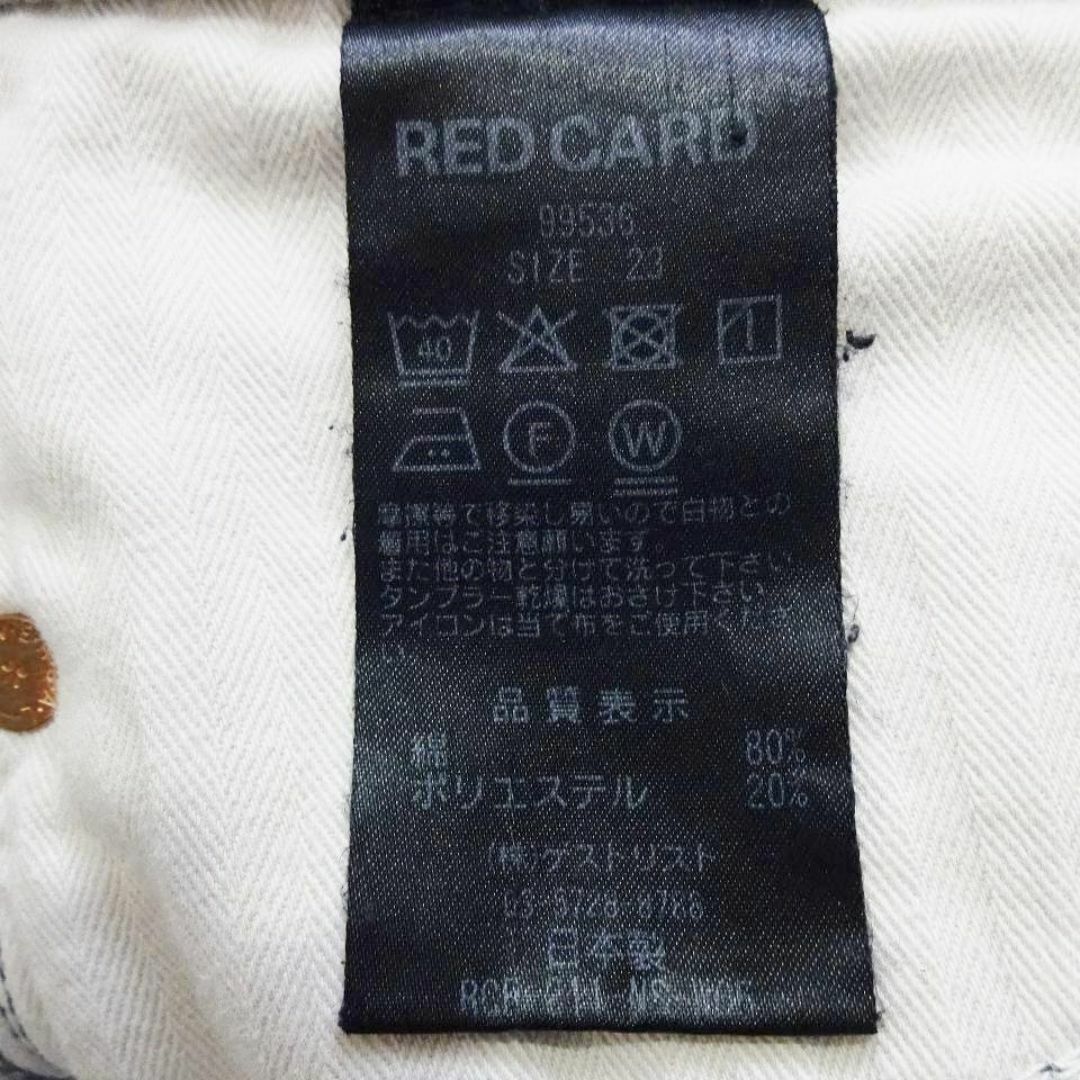 RED CARD
99536
SIZE 23
40
F
W
摩擦等で移染し易いので白物との
着用はご注意願います。
また他の物と分けて洗って下さい
タンブラー乾燥はおさけ下さい
アイロンは当て布をご使用くださ
い
品質表示
綿 80%
ポリエステル 20%
(株)ゲストリスト
日本製